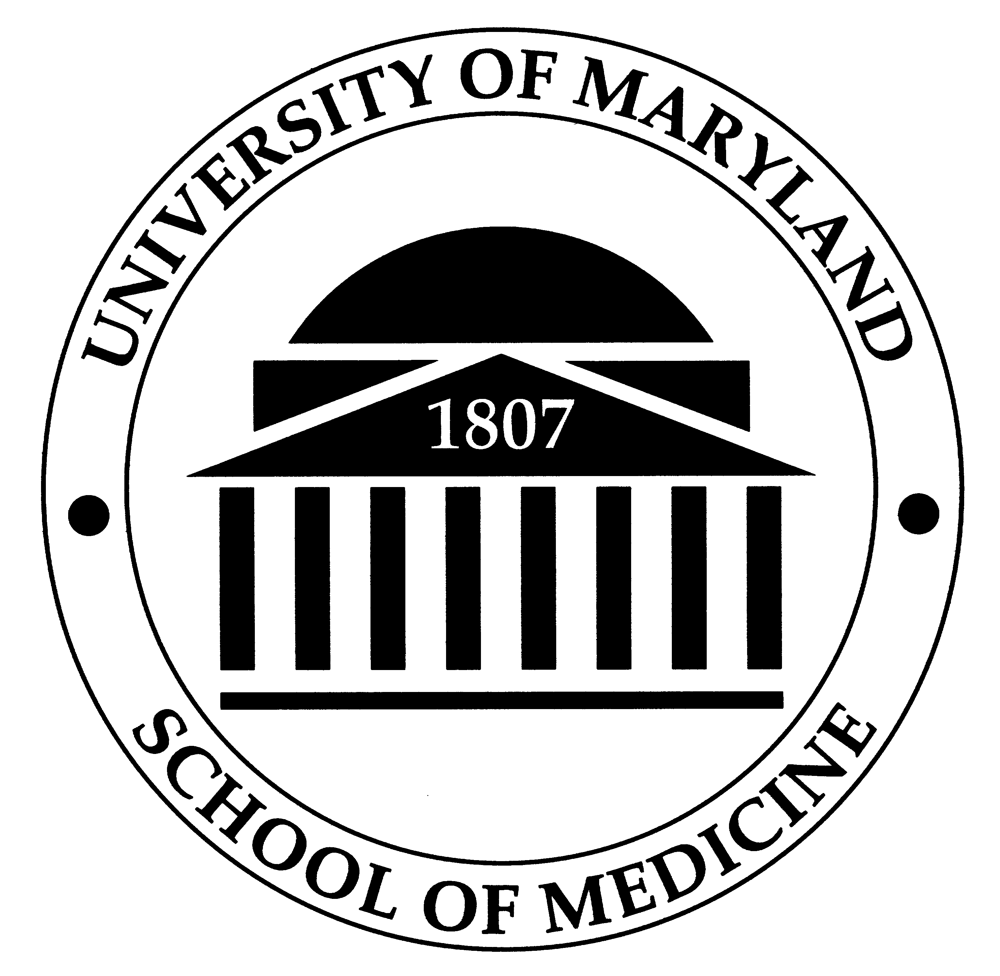 UNIVERSITY OF MARYLAND
1807
SCHOOL OF MEDICINE